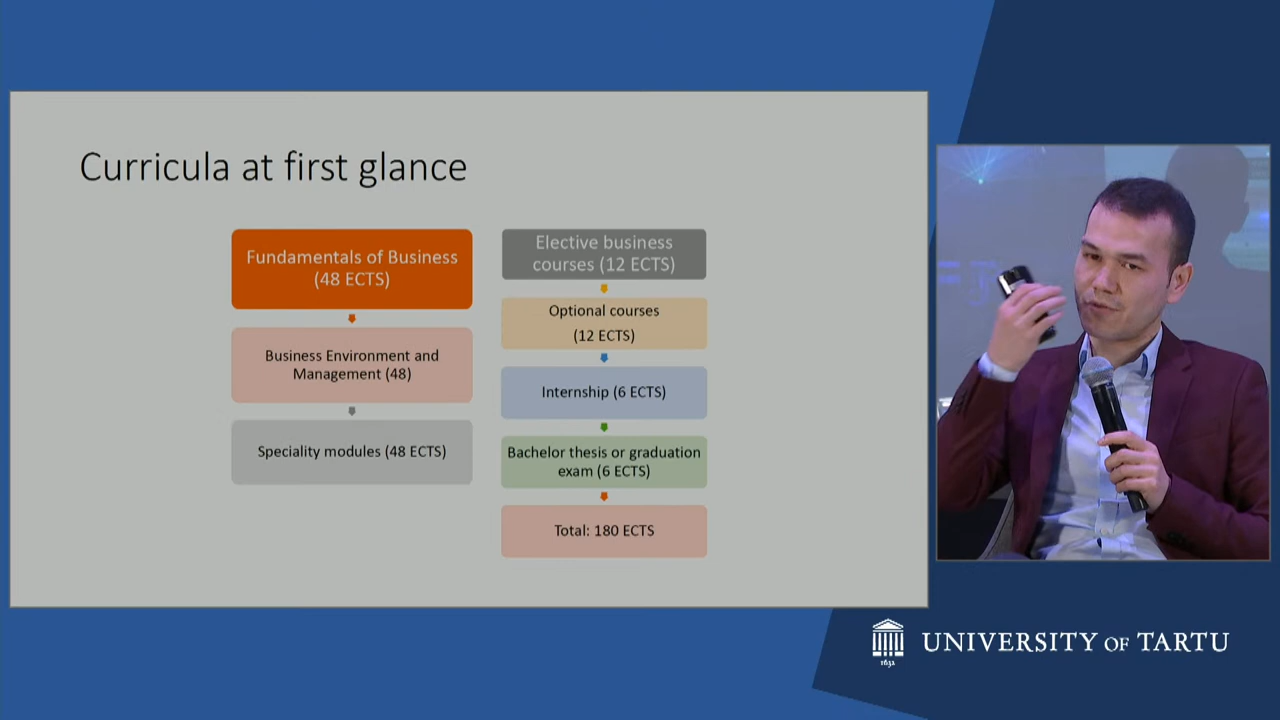 Curricula at first glance
Fundamentals of Business
(48 ECTS)
Business Environment and
Management (48)
Speciality modules (48 ECTS)
Elective business
courses (12 ECTS)
Optional courses
(12 ECTS)
Internship (6 ECTS)
Bachelor thesis or graduation
exam (6 ECTS)
Total: 180 ECTS
UNIVERSITY OF TARTU
1632